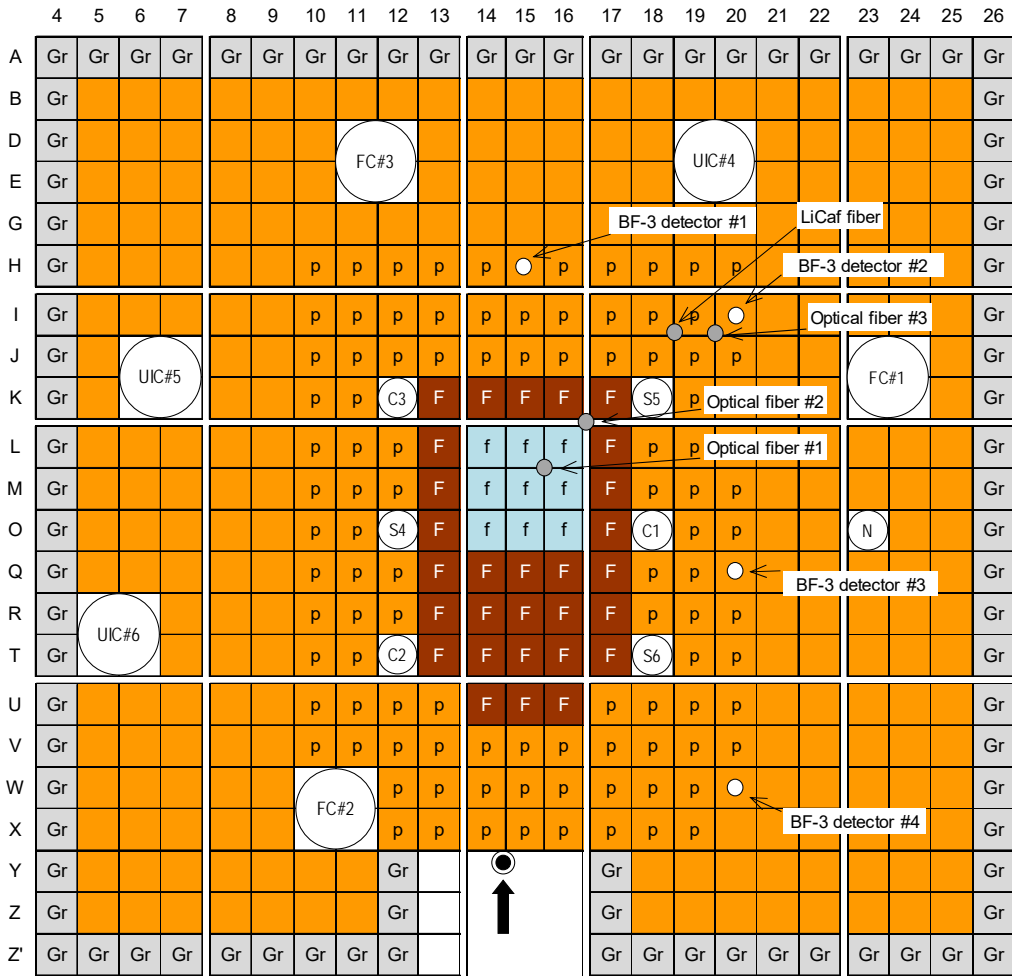 4 5 6 7 8 9 10 11 12 13 14 15 16 17 18 19 20 21 22 23 24 25 26
A Gr Gr Gr Gr Gr Gr Gr Gr Gr Gr Gr Gr Gr Gr Gr Gr Gr Gr Gr Gr Gr Gr Gr
B Gr Gr
D Gr Gr
FC#3 UIC#4
E Gr Gr
G Gr BF-3 detector #1 LiCaf fiber Gr
H Gr p p p p p p p p p p BF-3 detector #2 Gr
I Gr p p p p p p p p p p Optical fiber #3 Gr
J Gr p p p p p p p p p p p Gr
UIC#5 FC#1
K Gr p p C3 F F F F F S5 p Optical fiber #2 Gr
L Gr p p p F f f f F p p Optical fiber #1 Gr
M Gr p p p F f f f F p p p Gr
O Gr p p S4 F f f f F C1 p p N Gr
Q Gr p p p F F F F F p p BF-3 detector #3 Gr
R Gr p p p F F F F F p p p Gr
UIC#6
T Gr p p C2 F F F F F S6 p p Gr
U Gr p p p p F F F p p p p Gr
V Gr p p p p p p p p p p p Gr
W Gr p p p p p p p p Gr
FC#2
X Gr p p p p p p p p BF-3 detector #4 Gr
Y Gr Gr Gr Gr
Z Gr Gr Gr Gr
Z' Gr Gr Gr Gr Gr Gr Gr Gr Gr Gr Gr Gr Gr Gr Gr Gr Gr Gr Gr